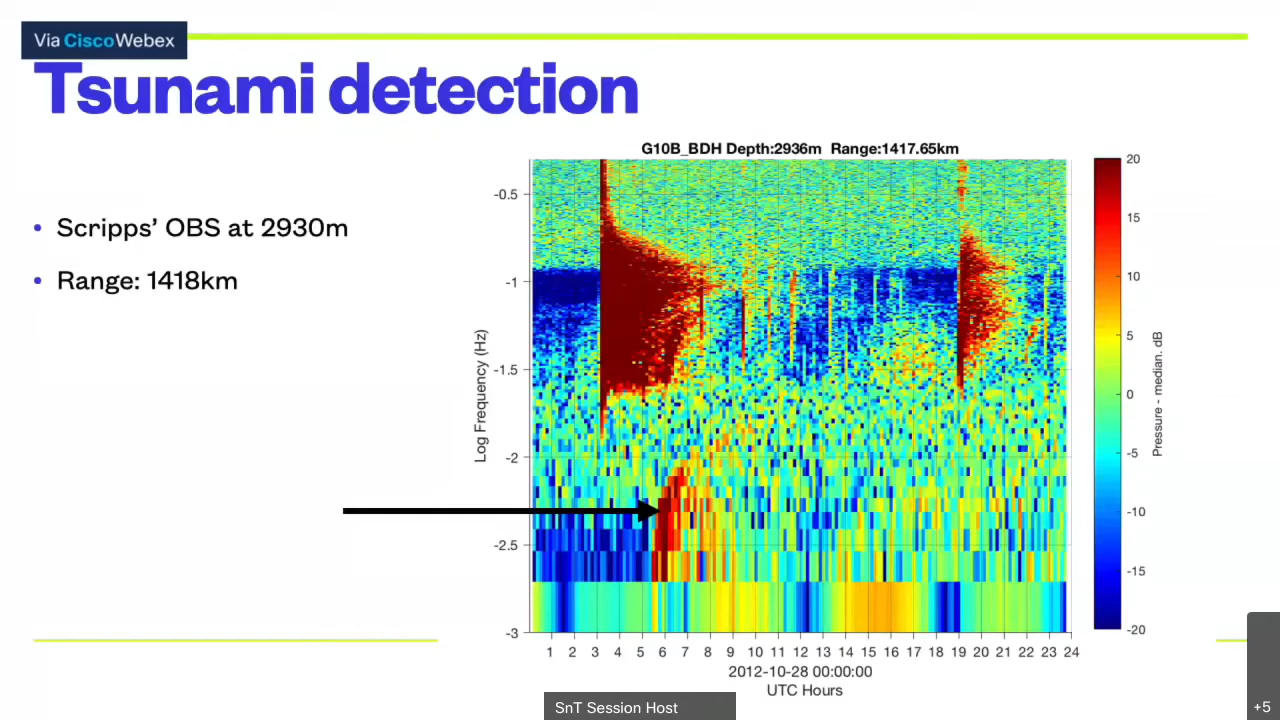 Via CiscoWebex
Tsunami detection
• Scripps’ OBS at 2930m
• Range: 1418km
G10B_BDH Depth:2936m Range:1417.65km
-0.5
-1
-1.5
-2
-2.5
-3
Log Frequency (Hz)
1 2 3 4 5 6 7 8 9 10 11 12 13 14 15 16 17 18 19 20 21 22 23 24
2012-10-28 00:00:00
UTC Hours
20
15
10
5
0
-5
-10
-15
-20
Pressure - median. dB
SnT Session Host
+5